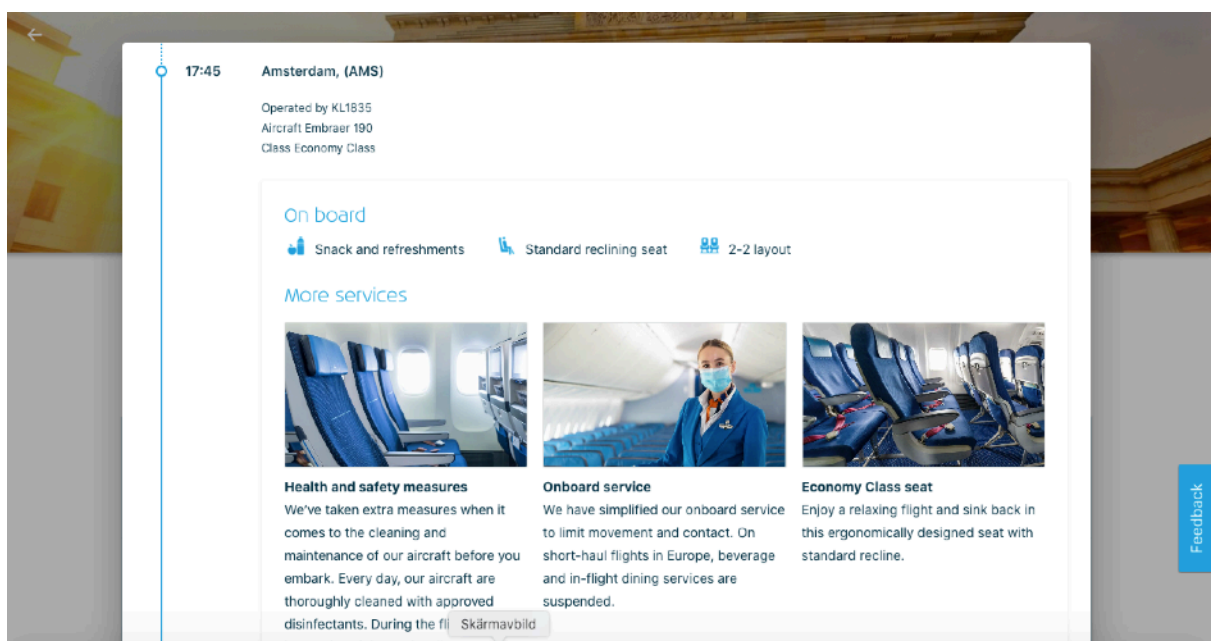 17:45 Amsterdam, (AMS)
Operated by KL1835
Aircraft Embraer 190
Class Economy Class
On board
Snack and refreshments Standard reclining seat 2-2 layout
More services
Health and safety measures
We've taken extra measures when it
comes to the cleaning and
maintenance of our aircraft before you
embark. Every day, our aircraft are
thoroughly cleaned with approved
disinfectants. During the fli
Onboard service
We have simplified our onboard service
to limit movement and contact. On
short-haul flights in Europe, beverage
and in-flight dining services are
suspended.
Economy Class seat
Enjoy a relaxing flight and sink back in
this ergonomically designed seat with
standard recline.
Skärmavbild
Feedback